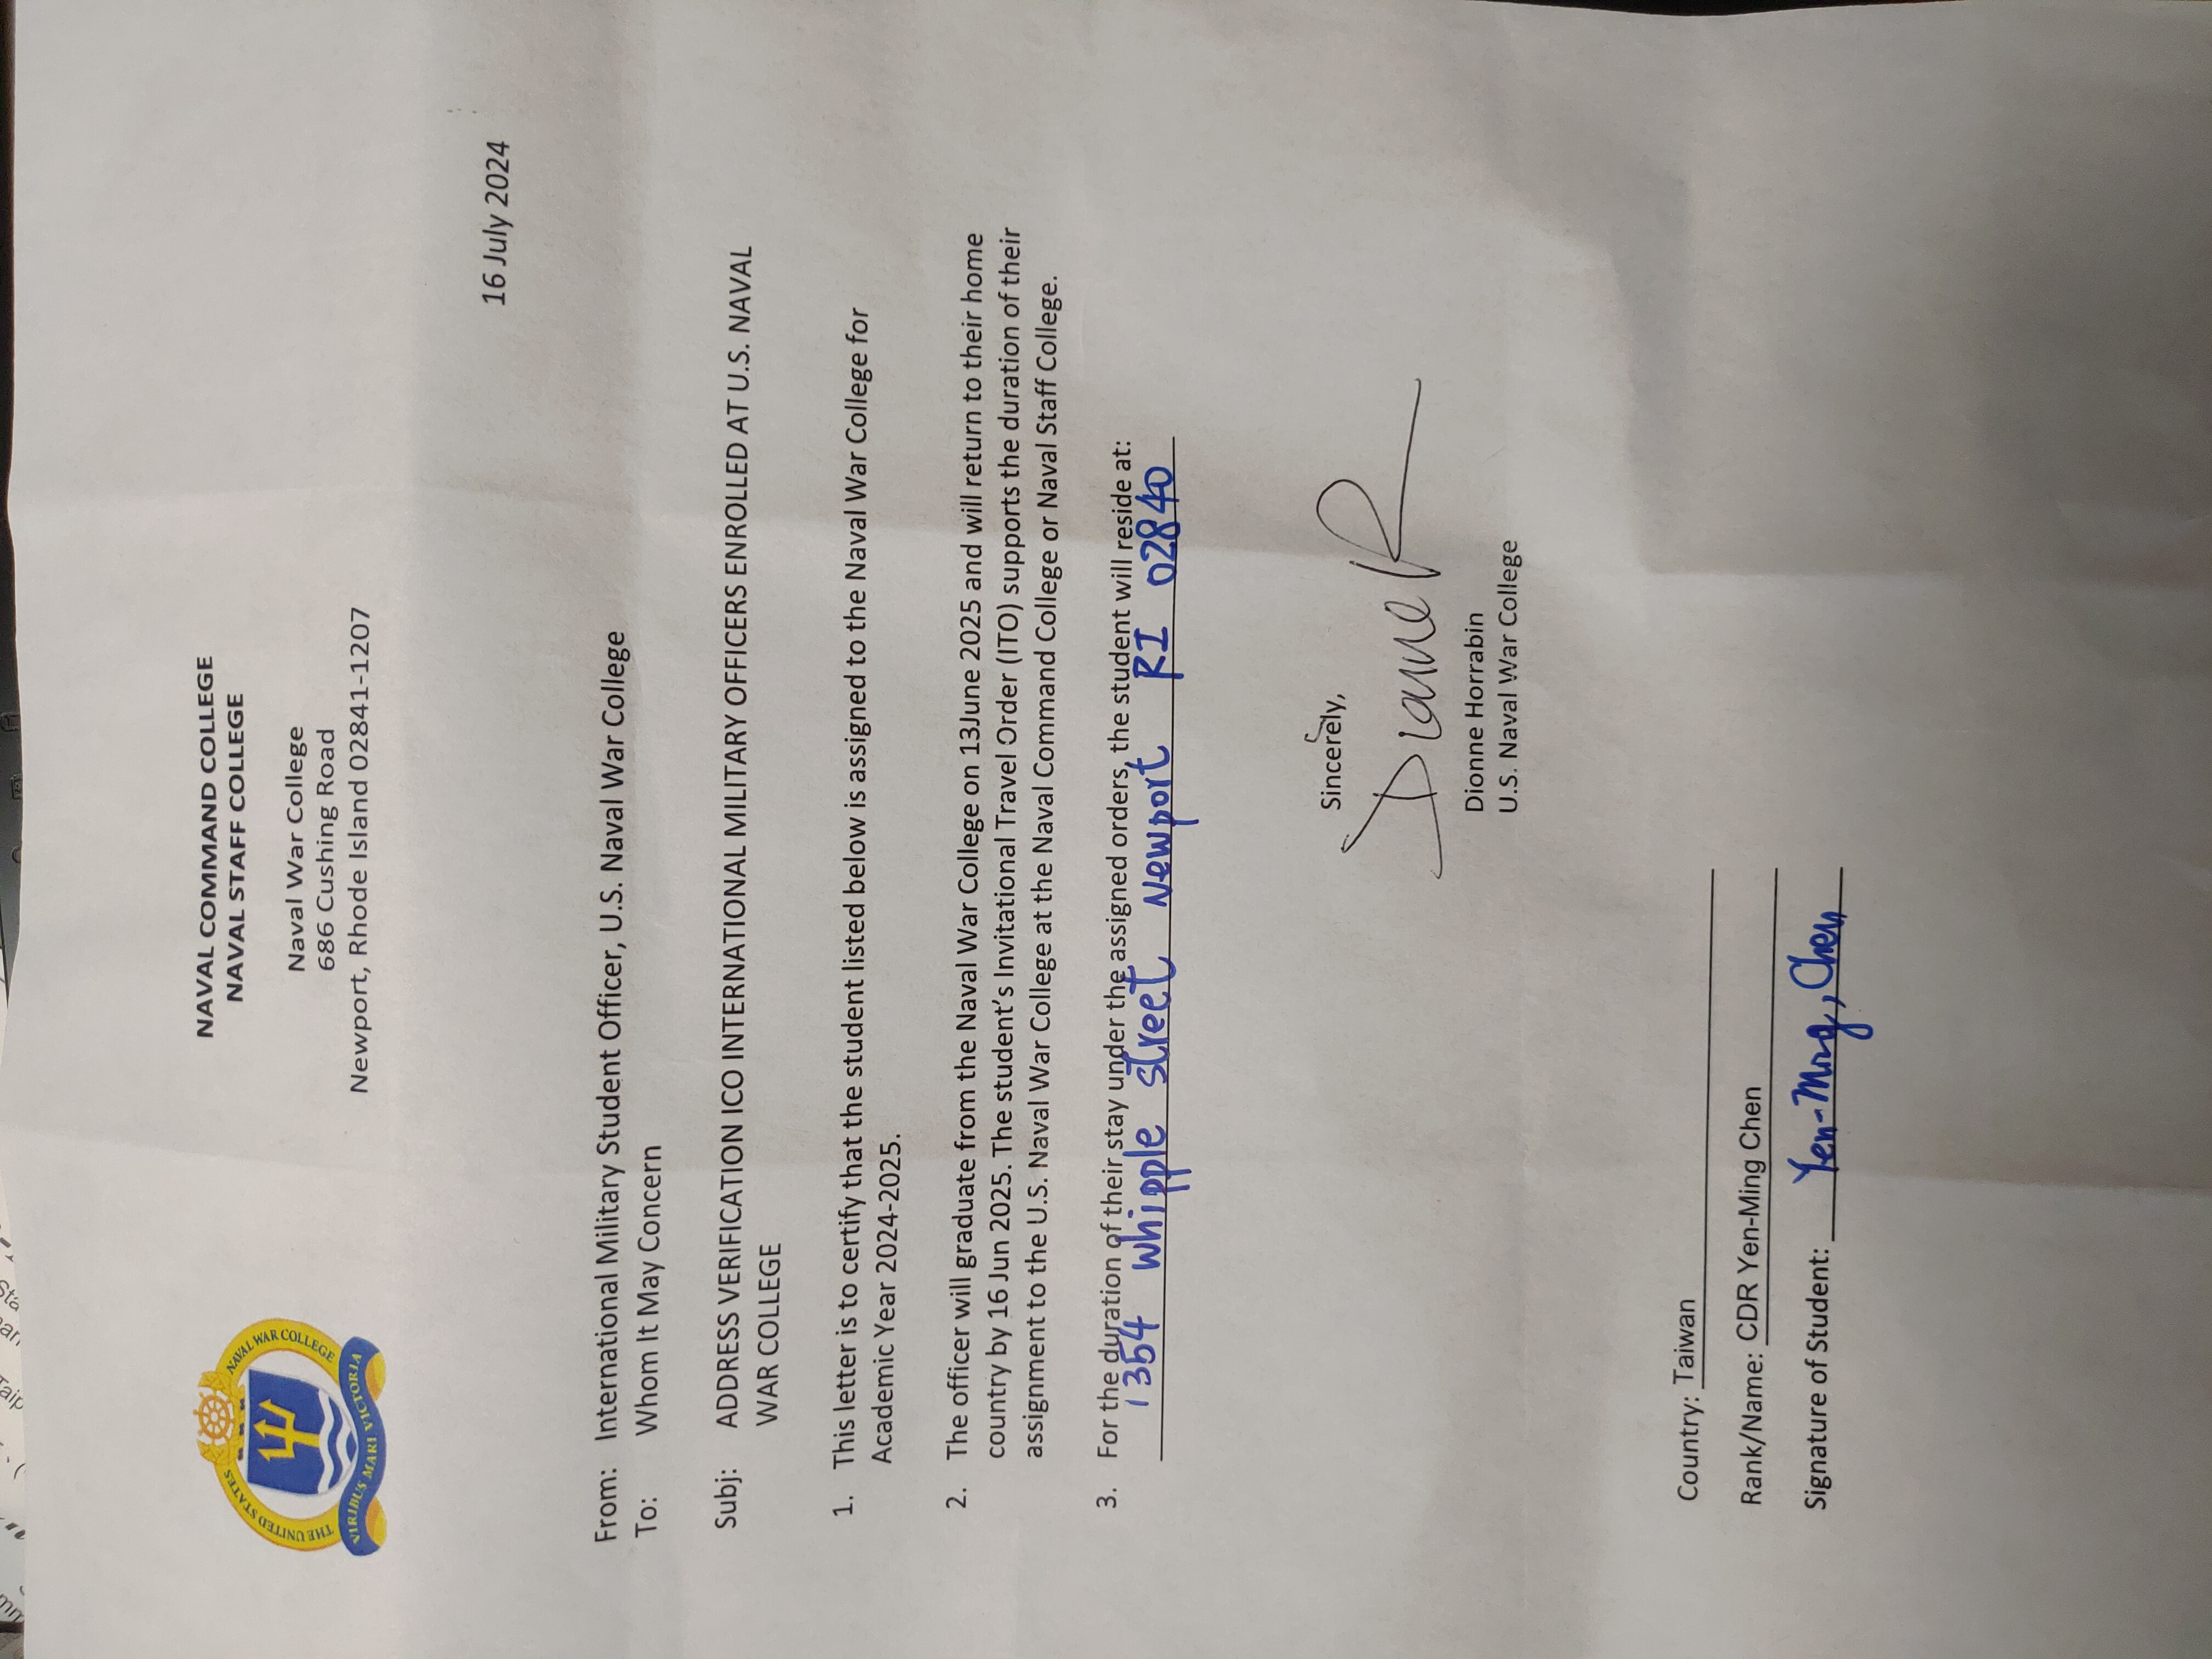 THE UNITED STATES NAVAL WAR COLLEGE
VIRIBUS MARI VICTORIA
NAVAL COMMAND COLLEGE
NAVAL STAFF COLLEGE
Naval War College
686 Cushing Road
Newport, Rhode Island 02841-1207
16 July 2024
From: International Military Student Officer, U.S. Naval War College
To: Whom It May Concern
Subj: ADDRESS VERIFICATION ICO INTERNATIONAL MILITARY OFFICERS ENROLLED AT U.S. NAVAL
WAR COLLEGE
1. This letter is to certify that the student listed below is assigned to the Naval War College for
Academic Year 2024-2025.
2. The officer will graduate from the Naval War College on 13June 2025 and will return to their home
country by 16 Jun 2025. The student's Invitational Travel Order (ITO) supports the duration of their
assignment to the U.S. Naval War College at the Naval Command College or Naval Staff College.
3. For the duration of their stay under the assigned orders, the student will reside at:
1354 whipple street Newport RI 02840
Sincerely,
Dionne R
Dionne Horrabin
U.S. Naval War College
Country: Taiwan
Rank/Name: CDR Yen-Ming Chen
Signature of Student: Yen-Ming, Chen